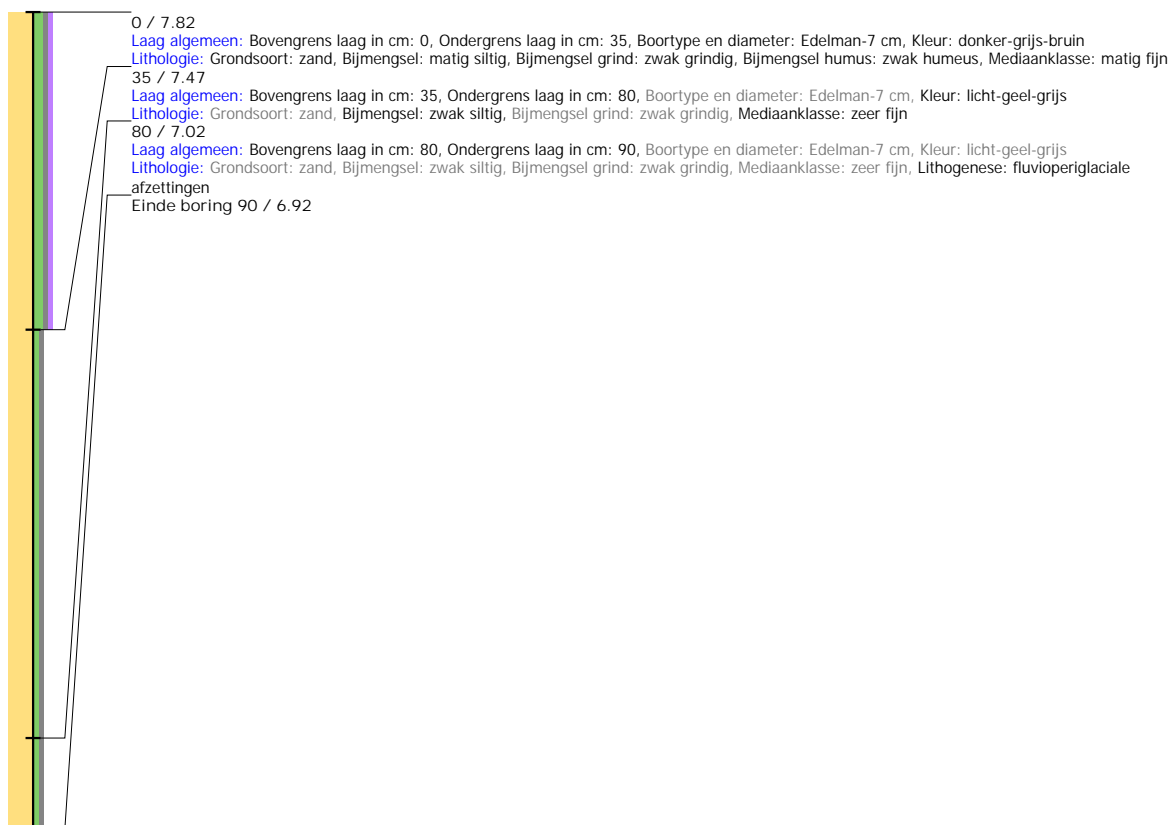 0 / 7.82
Laag algemeen: Bovengrens laag in cm: 0, Ondergrens laag in cm: 35, Boortype en diameter: Edelman-7 cm, Kleur: donker-grijs-bruin
Lithologie: Grondsoort: zand, Bijmengsel: matig siltig, Bijmengsel grind: zwak grindig, Bijmengsel humus: zwak humeus, Mediaanklasse: matig fijn
35 / 7.47
Laag algemeen: Bovengrens laag in cm: 35, Ondergrens laag in cm: 80, Boortype en diameter: Edelman-7 cm, Kleur: licht-geel-grijs
Lithologie: Grondsoort: zand, Bijmengsel: zwak siltig, Bijmengsel grind: zwak grindig, Mediaanklasse: zeer fijn
80 / 7.02
Laag algemeen: Bovengrens laag in cm: 80, Ondergrens laag in cm: 90, Boortype en diameter: Edelman-7 cm, Kleur: licht-geel-grijs
Lithologie: Grondsoort: zand, Bijmengsel: zwak siltig, Bijmengsel grind: zwak grindig, Mediaanklasse: zeer fijn, Lithogenese: fluvioperiglaciale
afzettingen
Einde boring 90 / 6.92